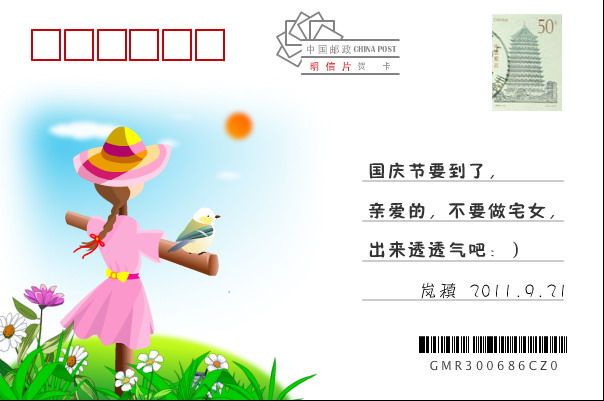 中国邮政 CHINA POST
明信片 贺 卡
50
国庆节要到了，
亲爱的，不要做宅女，
出来透透气吧：）
岚颖 2011.9.21
GMR300686CZ0